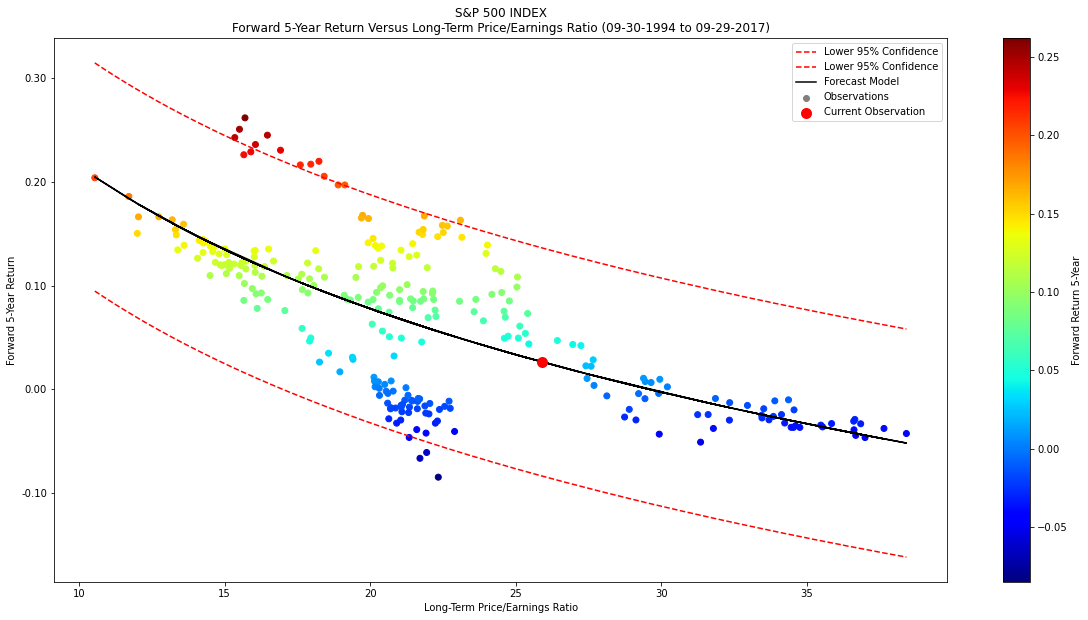 S&P 500 INDEX
Forward 5-Year Return Versus Long-Term Price/Earnings Ratio (09-30-1994 to 09-29-2017)
Lower 95% Confidence
Lower 95% Confidence
Forecast Model
Observations
Current Observation
Forward 5-Year Return
0.30
0.20
0.10
0.00
-0.10
10
15
20
25
30
35
Long-Term Price/Earnings Ratio
0.25
0.20
0.15
0.10
0.05
0.00
−0.05
Forward Return 5-Year